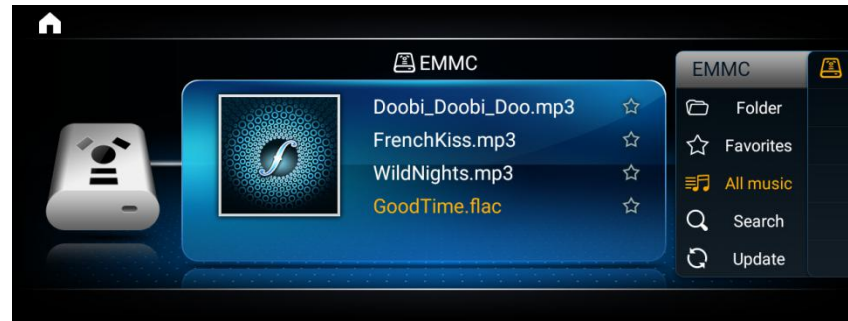 EMMC
Doobi_Doobi_Doo.mp3
FrenchKiss.mp3
WildNights.mp3
GoodTime.flac
EMMC
Folder
Favorites
All music
Search
Update